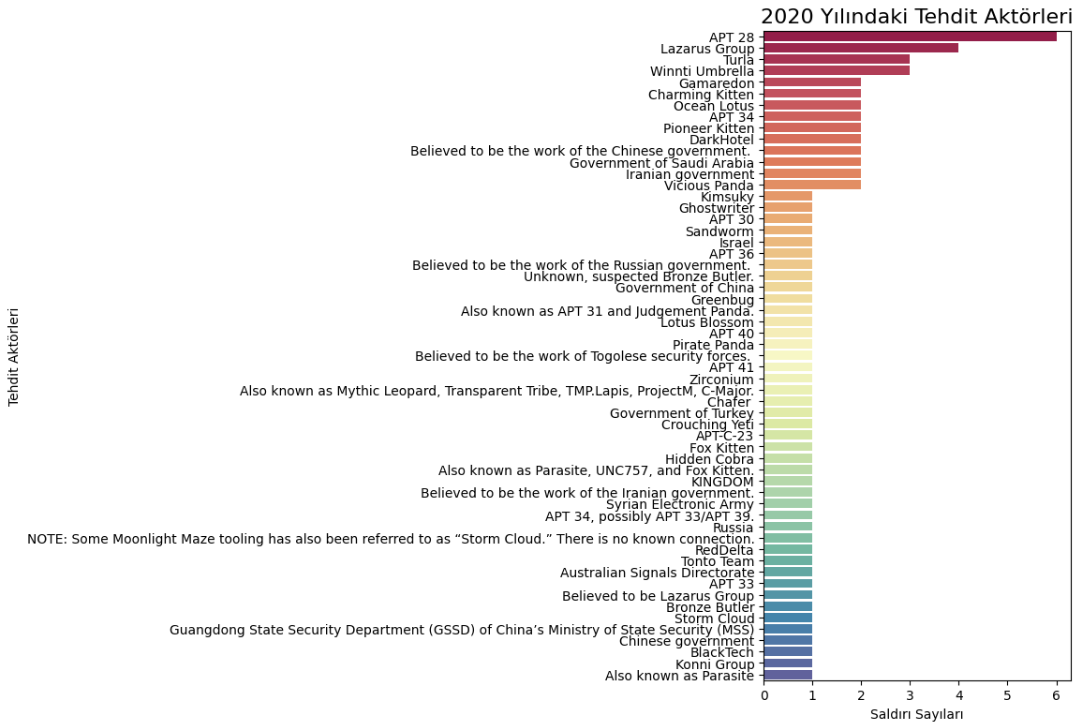 2020 Yılındaki Tehdit Aktörleri
APT 28
Lazarus Group
Turla
Winnti Umbrella
Gamaredon
Charming Kitten
Ocean Lotus
APT 34
Pioneer Kitten
DarkHotel
Believed to be the work of the Chinese government.
Government of Saudi Arabia
Iranian government
Vicious Panda
Kimsuky
Ghostwriter
APT 30
Sandworm
Israel
APT 36
Believed to be the work of the Russian government.
Unknown, suspected Bronze Butler.
Government of China
Greenbug
Also known as APT 31 and Judgement Panda.
Lotus Blossom
APT 40
Pirate Panda
Believed to be the work of Togolese security forces.
APT 41
Zirconium
Also known as Mythic Leopard, Transparent Tribe, TMP.Lapis, ProjectM, C-Major.
Chafer
Government of Turkey
Crouching Yeti
APT-C-23
Fox Kitten
Hidden Cobra
Also known as Parasite, UNC757, and Fox Kitten.
KINGDOM
Believed to be the work of the Iranian government.
Syrian Electronic Army
APT 34, possibly APT 33/APT 39.
Russia
NOTE: Some Moonlight Maze tooling has also been referred to as “Storm Cloud.” There is no known connection.
RedDelta
Tonto Team
Australian Signals Directorate
APT 33
Believed to be Lazarus Group
Bronze Butler
Storm Cloud
Guangdong State Security Department (GSSD) of China’s Ministry of State Security (MSS)
Chinese government
BlackTech
Konni Group
Also known as Parasite
Tehdit Aktörleri
0 1 2 3 4 5 6
Saldırı Sayıları